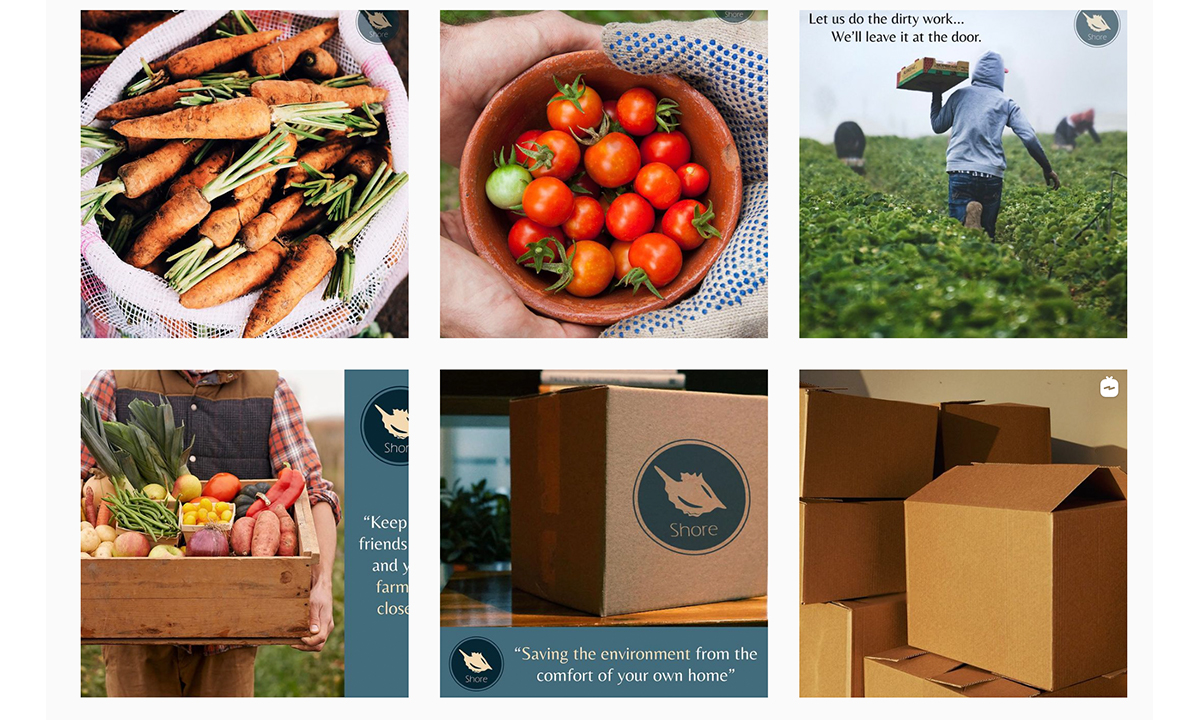 Shore
Let us do the dirty work...
We'll leave it at the door.
Shore
“Keep
friends
and
farm
close
Shore
Shore
“Saving the environment from the
comfort of your own home”
Shore